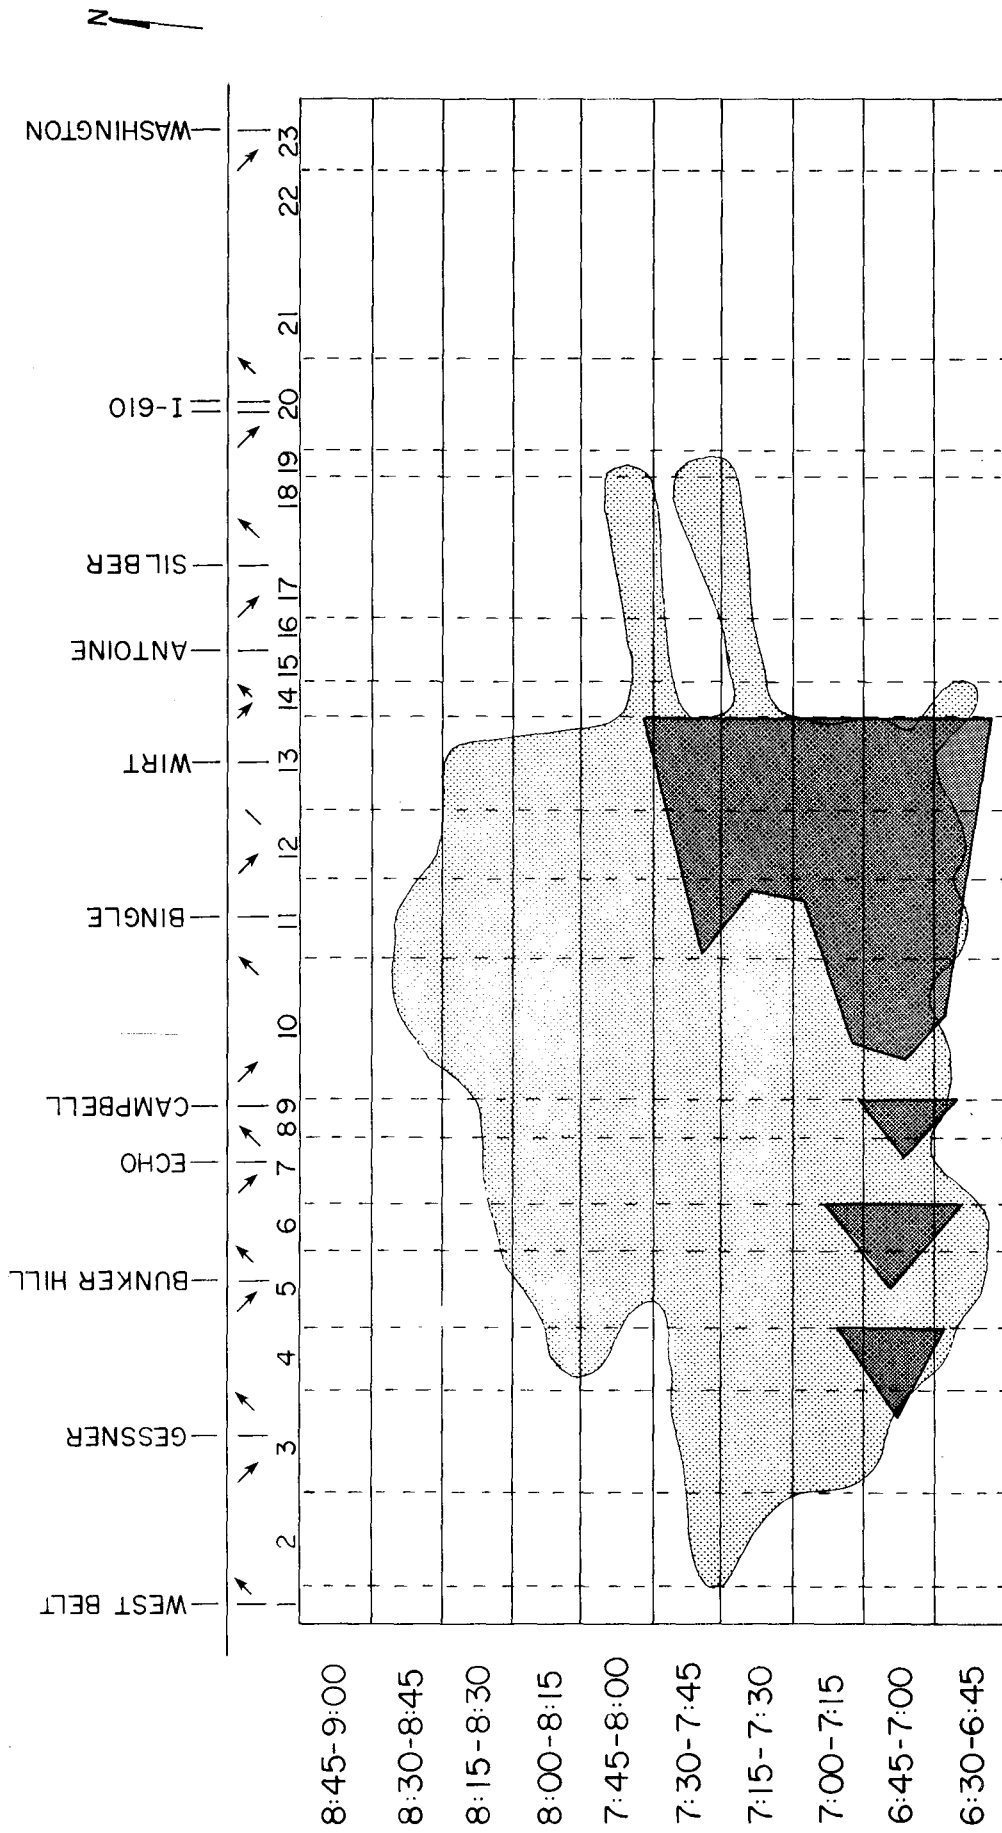 N
WASHINGTON
I-610
SILBER
ANTOINE
WIRT
BINGLE
CAMPBELL
ECHO
BUNKER HILL
GESSNER
WEST BELT
23
22
21
20
19
18
17
16
15
14
13
12
11
10
9
8
7
6
5
4
3
2
1
8:45-9:00
8:30-8:45
8:15-8:30
8:00-8:15
7:45-8:00
7:30-7:45
7:15-7:30
7:00-7:15
6:45-7:00
6:30-6:45